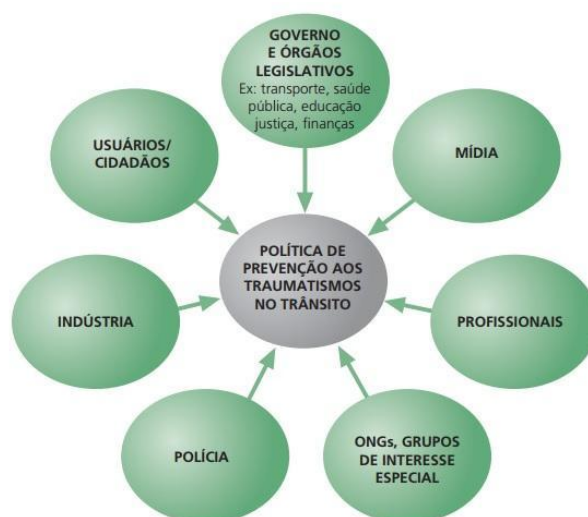 GOVERNO
E ÓRGÃOS
LEGISLATIVOS
Ex: transporte, saúde
pública, educação
justiça, finanças
USUÁRIOS/
CIDADÃOS
MÍDIA
POLÍTICA DE
PREVENÇÃO AOS
TRAUMATISMOS
NO TRÂNSITO
INDÚSTRIA
PROFISSIONAIS
POLÍCIA
ONGs, GRUPOS
DE INTERESSE
ESPECIAL